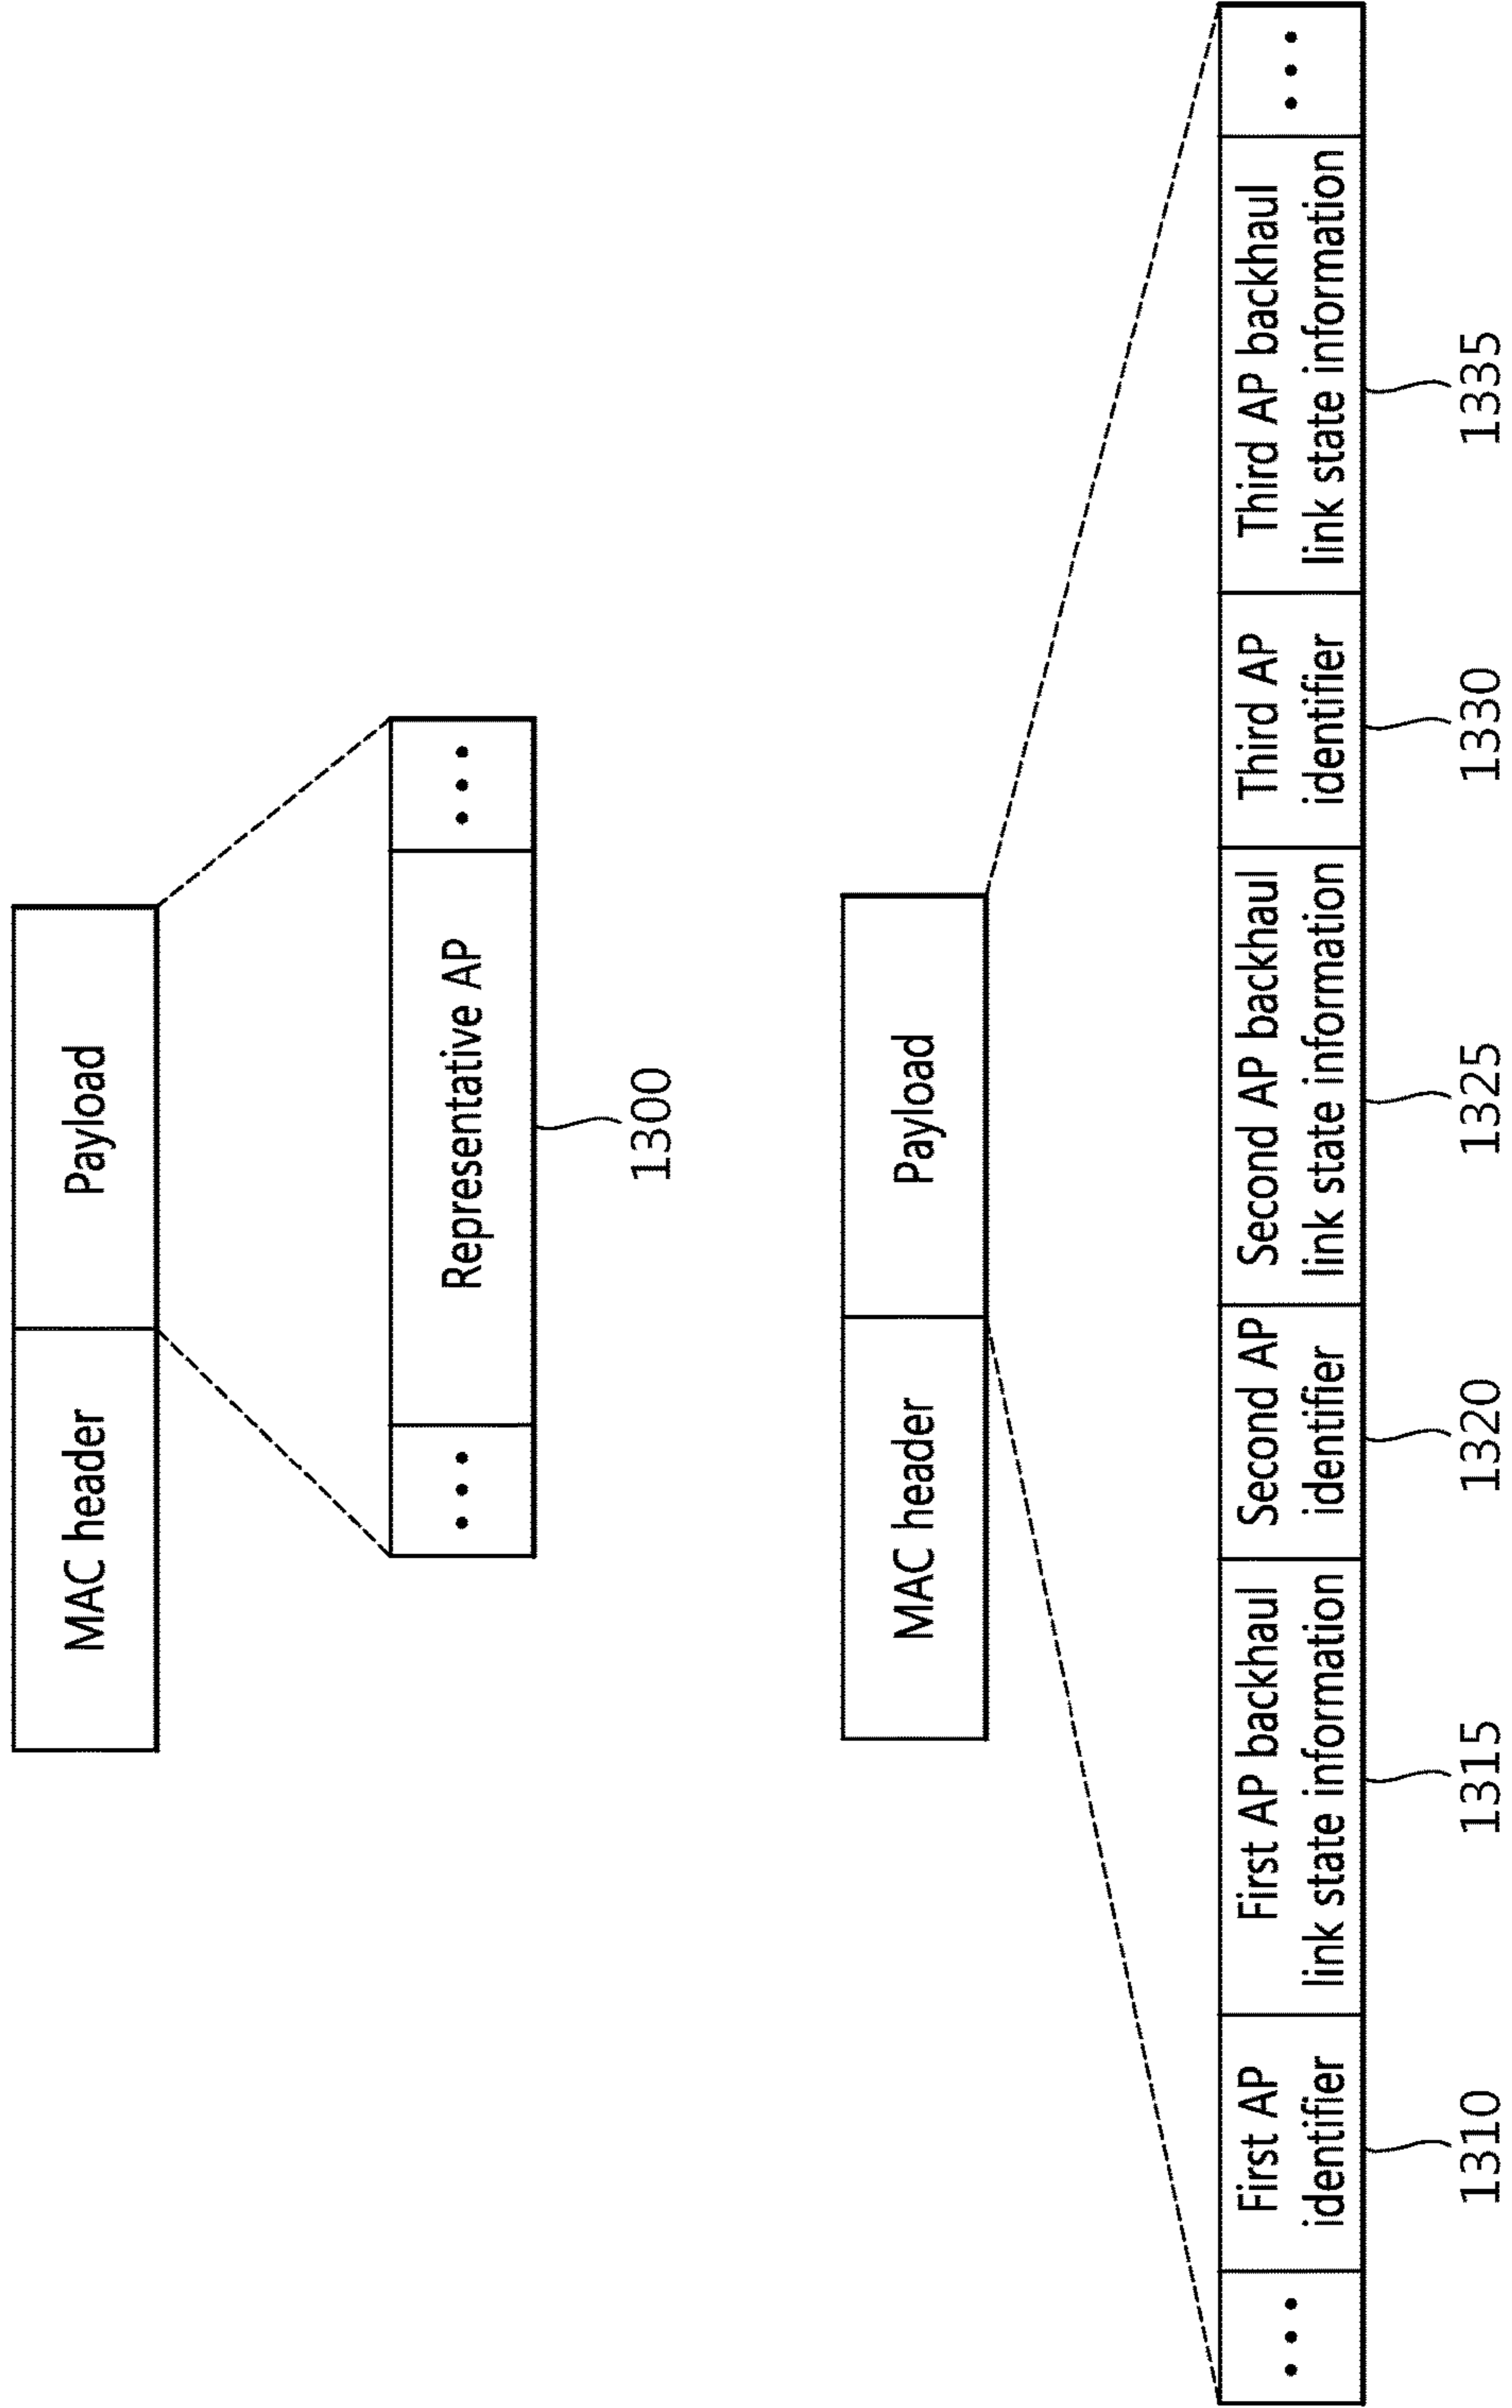 MAC header
Payload
...
Representative AP
...
1300
MAC header
Payload
...
First AP
identifier
First AP backhaul
link state information
Second AP
identifier
Second AP backhaul
link state information
Third AP
identifier
Third AP backhaul
link state information
...
1310
1315
1320
1325
1330
1335